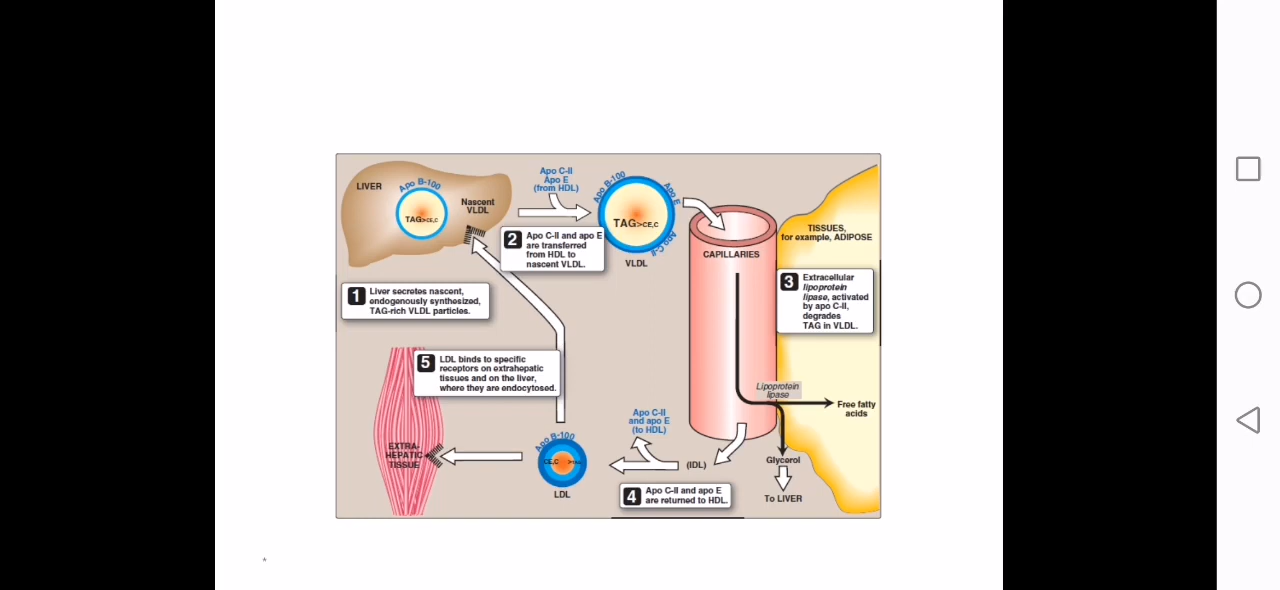 LIVER
Apo B-100
TAG>CE,C
Nascent
VLDL
Apo C-II
Apo E
(from HDL)
2 Apo C-II and apo E
are transferred
from HDL to
nascent VLDL.
Apo B-100
Apo E
Apo C-II
TAG>CE,C
VLDL
CAPILLARIES
TISSUES,
for example, ADIPOSE
1 Liver secretes nascent,
endogenously synthesized,
TAG-rich VLDL particles.
3 Extracellular
lipoprotein
lipase, activated
by apo C-II,
degrades
TAG in VLDL.
5 LDL binds to specific
receptors on extrahepatic
tissues and on the liver,
where they are endocytosed.
Lipoprotein
lipase
Free fatty
acids
Glycerol
To LIVER
Apo C-II
and apo E
(to HDL)
(IDL)
4 Apo C-II and apo E
are returned to HDL.
Apo B-100
CE,C >TAG
LDL
EXTRA-
HEPATIC
TISSUE
*